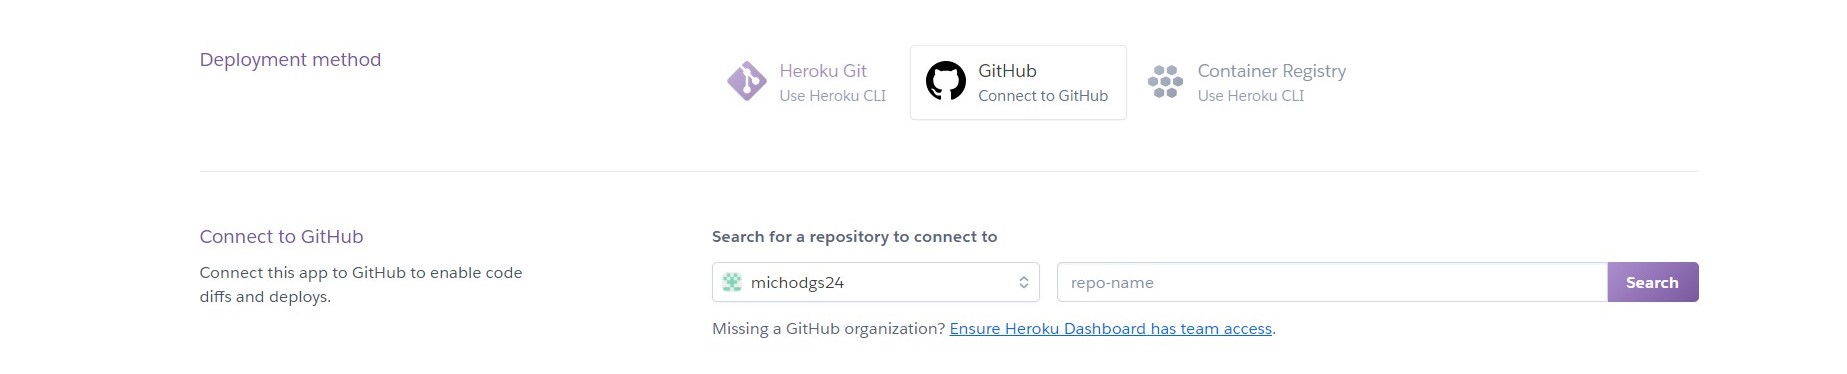 Deployment method
Heroku Git
Use Heroku CLI
GitHub
Connect to GitHub
Container Registry
Use Heroku CLI
Connect to GitHub
Connect this app to GitHub to enable code
diffs and deploys.
Search for a repository to connect to
michodgs24
repo-name
Search
Missing a GitHub organization? Ensure Heroku Dashboard has team access.